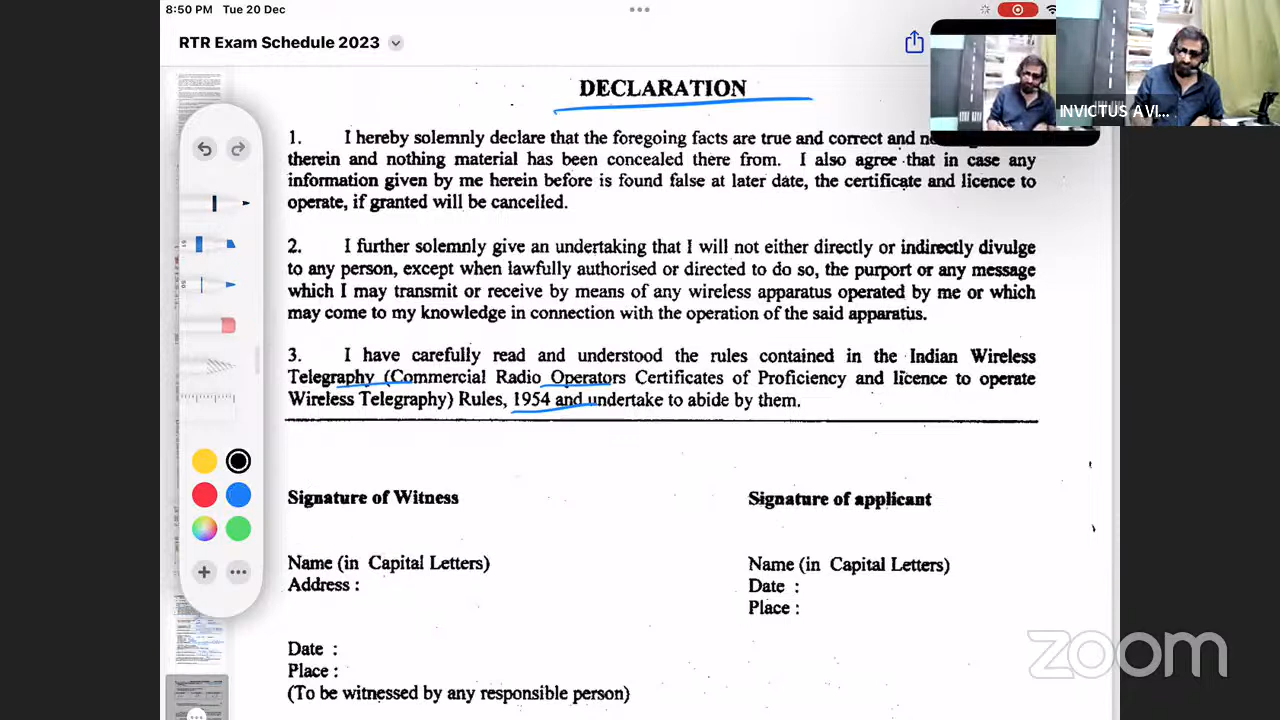 8:50 PM Tue 20 Dec
RTR Exam Schedule 2023
INVICTUS AVI...
DECLARATION
1. I hereby solemnly declare that the foregoing facts are true and correct and
therein and nothing material has been concealed there from. I also agree that in case any
information given by me herein before is found false at later date, the certificate and licence to
operate, if granted will be cancelled.
2. I further solemnly give an undertaking that I will not either directly or indirectly divulge
to any person, except when lawfully authorised or directed to do so, the purport or any message
which I may transmit or receive by means of any wireless apparatus operated by me or which
may come to my knowledge in connection with the operation of the said apparatus.
3. I have carefully read and understood the rules contained in the Indian Wireless
Telegraphy (Commercial Radio Operators Certificates of Proficiency and licence to operate
Wireless Telegraphy) Rules, 1954 and undertake to abide by them.
Signature of Witness
Signature of applicant
Name (in Capital Letters)
Address :
Name (in Capital Letters)
Date :
Place :
Date :
Place :
(To be witnessed by any responsible person)
zoom